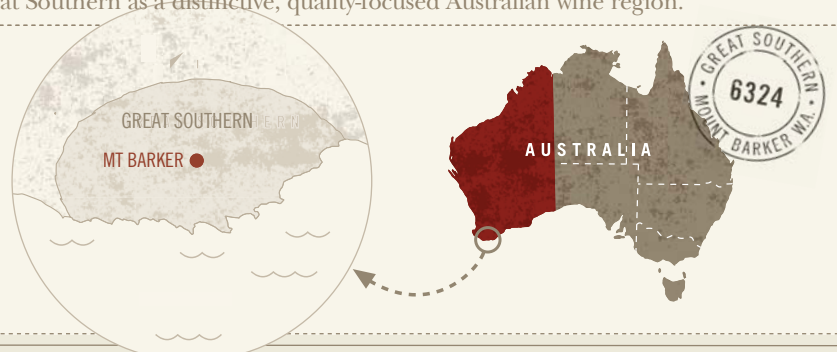 at Southern as a distinctive, quality-focused Australian wine region.
GREAT SOUTHERN
MT BARKER
AUSTRALIA
GREAT SOUTHERN
6324
MOUNT BARKER W.A.